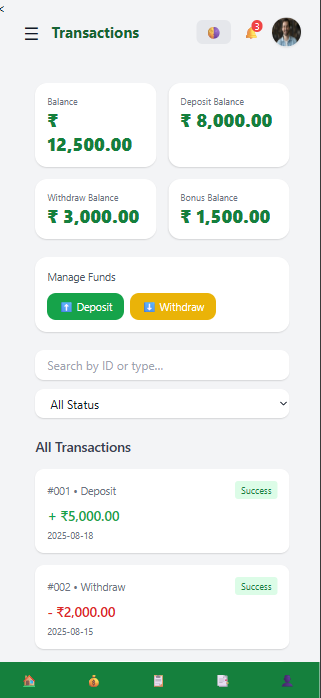 <
☰ Transactions
3
Balance
₹
12,500.00
Deposit Balance
₹ 8,000.00
Withdraw Balance
₹ 3,000.00
Bonus Balance
₹ 1,500.00
Manage Funds
⬆️ Deposit
⬇️ Withdraw
Search by ID or type...
All Status
All Transactions
#001 • Deposit
Success
+ ₹5,000.00
2025-08-18
#002 • Withdraw
Success
- ₹2,000.00
2025-08-15